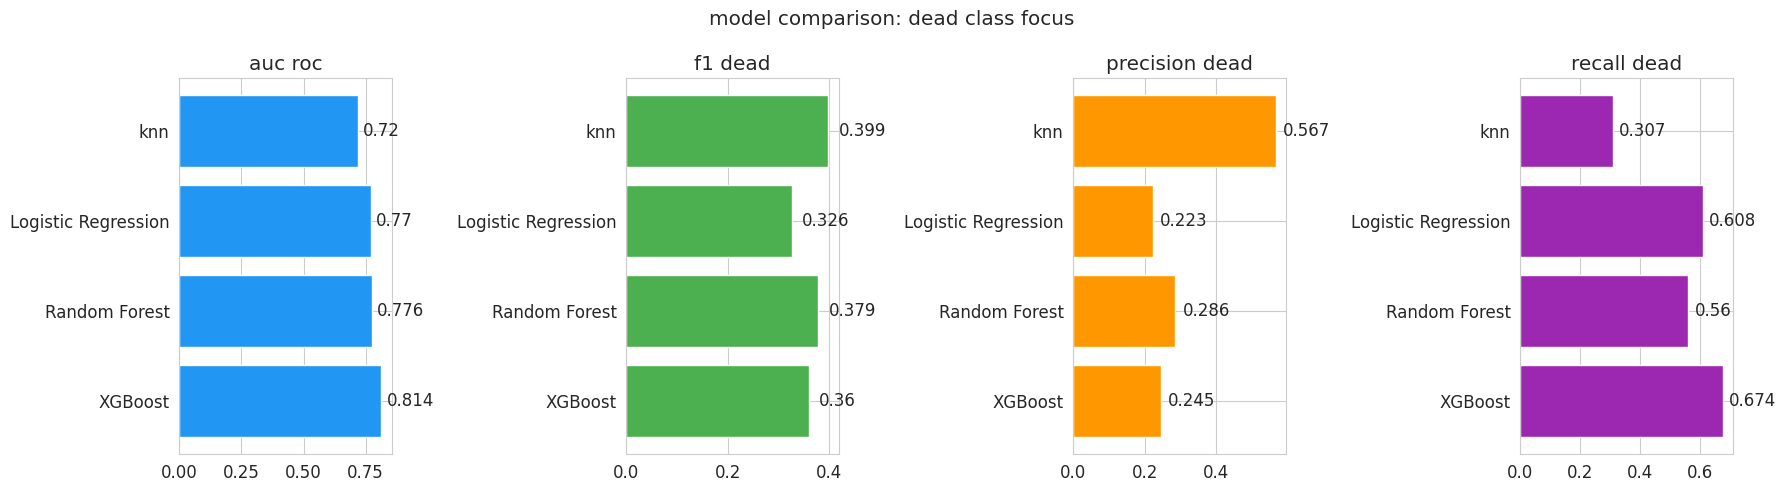 model comparison: dead class focus
auc roc
knn
0.72
Logistic Regression
0.77
Random Forest
0.776
XGBoost
0.814
0.00 0.25 0.50 0.75
f1 dead
knn
0.399
Logistic Regression
0.326
Random Forest
0.379
XGBoost
0.36
0.0 0.2 0.4
precision dead
knn
0.567
Logistic Regression
0.223
Random Forest
0.286
XGBoost
0.245
0.0 0.2 0.4
recall dead
knn
0.307
Logistic Regression
0.608
Random Forest
0.56
XGBoost
0.674
0.0 0.2 0.4 0.6